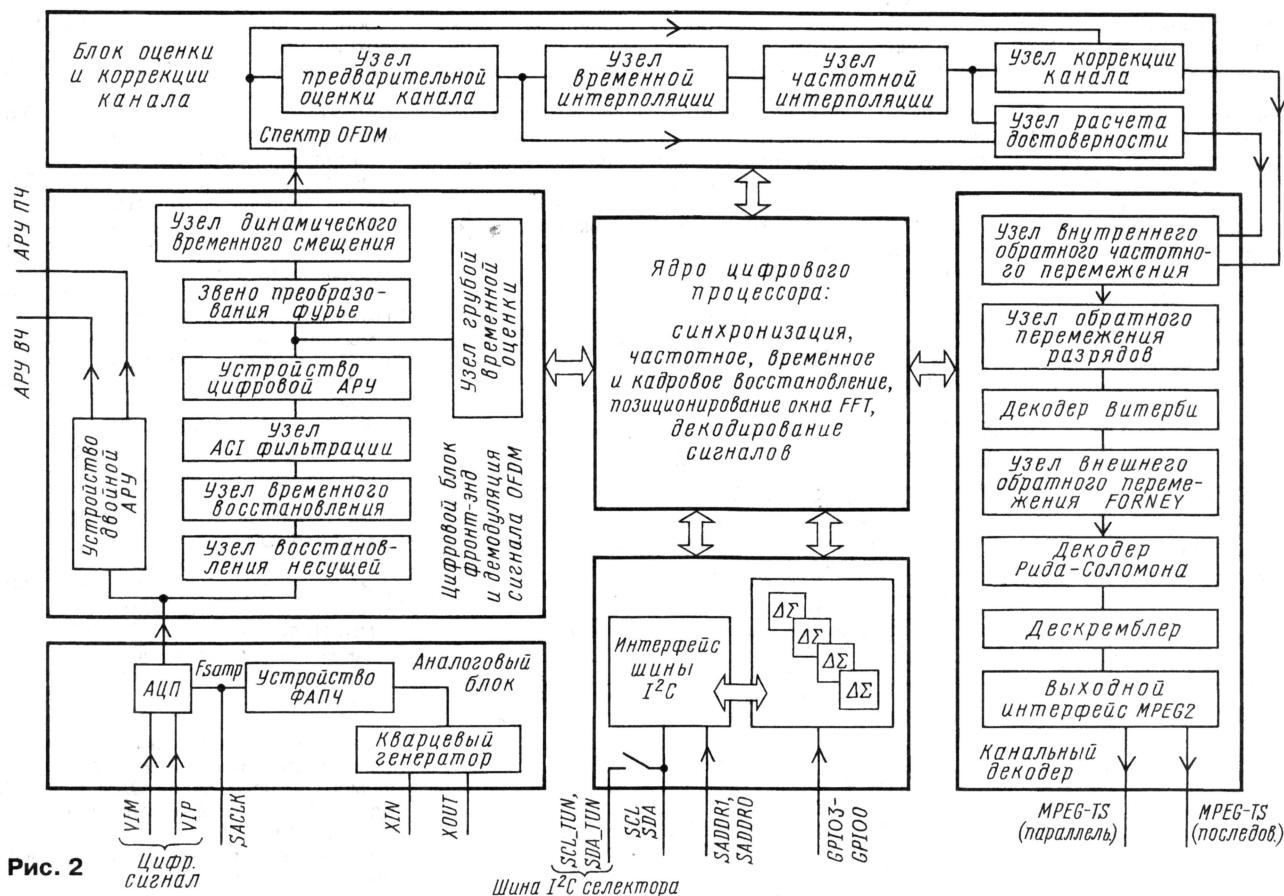 Блок оценки
и коррекции
канала
Узел
предварительной
оценки канала
Узел
временной
интерполяции
Узел
частотной
интерполяции
Узел коррекции
канала
Узел расчета
достоверности
Спектр OFDM
АРУ ПЧ
АРУ ВЧ
Узел динамического
временного смещения
Звено преобразо-
вания фурье
Устройство
цифровой АРУ
Узел
ACI фильтрации
Узел временного
восстановления
Узел восстанов-
ления несущей
Устройство
двойной
АРУ
Узел грубой
временной
оценки
Цифровой блок
фронт-энд
и демодуляция
сигнала OFDM
Ядро цифрового
процессора:
синхронизация,
частотное, временное
и кадровое восстановление,
позиционирование окна FFT,
декодирование
сигналов
Узел внутреннего
обратного частотно-
го перемежения
Узел обратного
перемежения
разрядов
Декодер Витерби
Узел внешнего
обратного переме-
жения FORNEY
Декодер
Рида-Соломона
Дескремблер
Выходной
интерфейс MPEG2
Канальный
декодер
MPEG-TS
(параллель.)
MPEG-TS
(последов.)
АЦП
Fsamp
Устройство
ФАПЧ
Аналоговый
блок
Кварцевый
генератор
VIM
VIP
SACLK
XIN
XOUT
Цифр.
сигнал
Интерфейс
шины
I²C
ΔΣ
ΔΣ
ΔΣ
ΔΣ
SCL_TUN,
SDA_TUN
SCL
SDA
SADDR1,
SADDR0
GPIO3-
GPIO0
Шина I²C селектора
Рис. 2